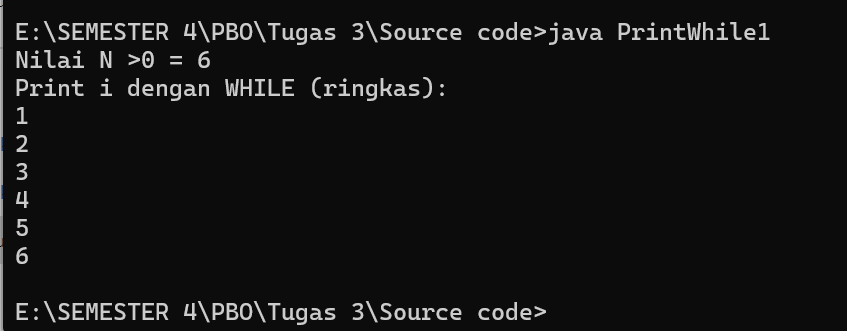 E:\SEMESTER 4\PBO\Tugas 3\Source code>java PrintWhile1
Nilai N >0 = 6
Print i dengan WHILE (ringkas):
1
2
3
4
5
6
E:\SEMESTER 4\PBO\Tugas 3\Source code>